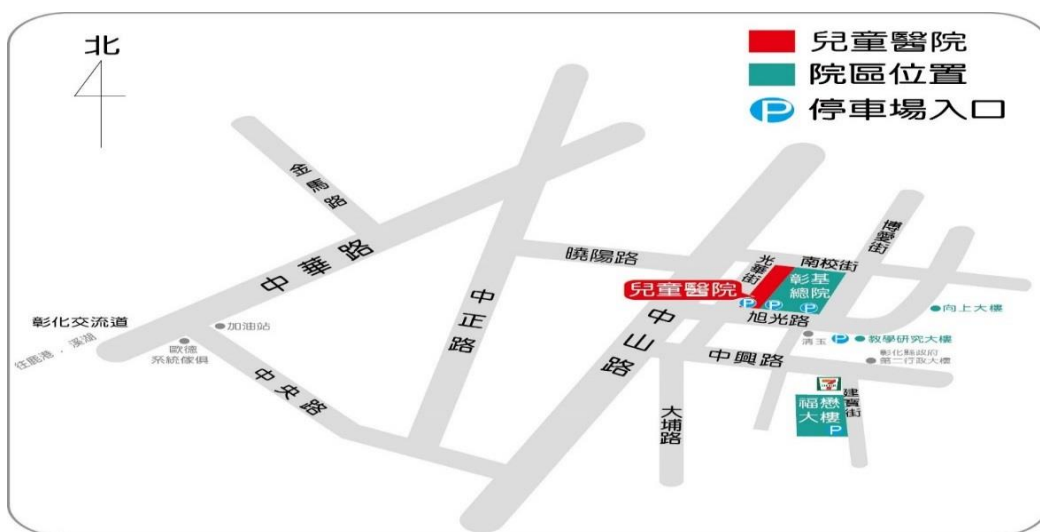 北
兒童醫院
院區位置
P 停車場入口
金馬路
中華路
曉陽路
光華街
南校街
博愛街
兒童醫院
彰基
總院
P
P
P
旭光路
向上大樓
中正路
中山路
彰化交流道
往鹿港,溪湖
加油站
歐德
系統傢俱
清玉
P
教學研究大樓
中興路
彰化縣政府
第二行政大樓
中央路
大埔路
7
福懋
大樓
P
建寶街